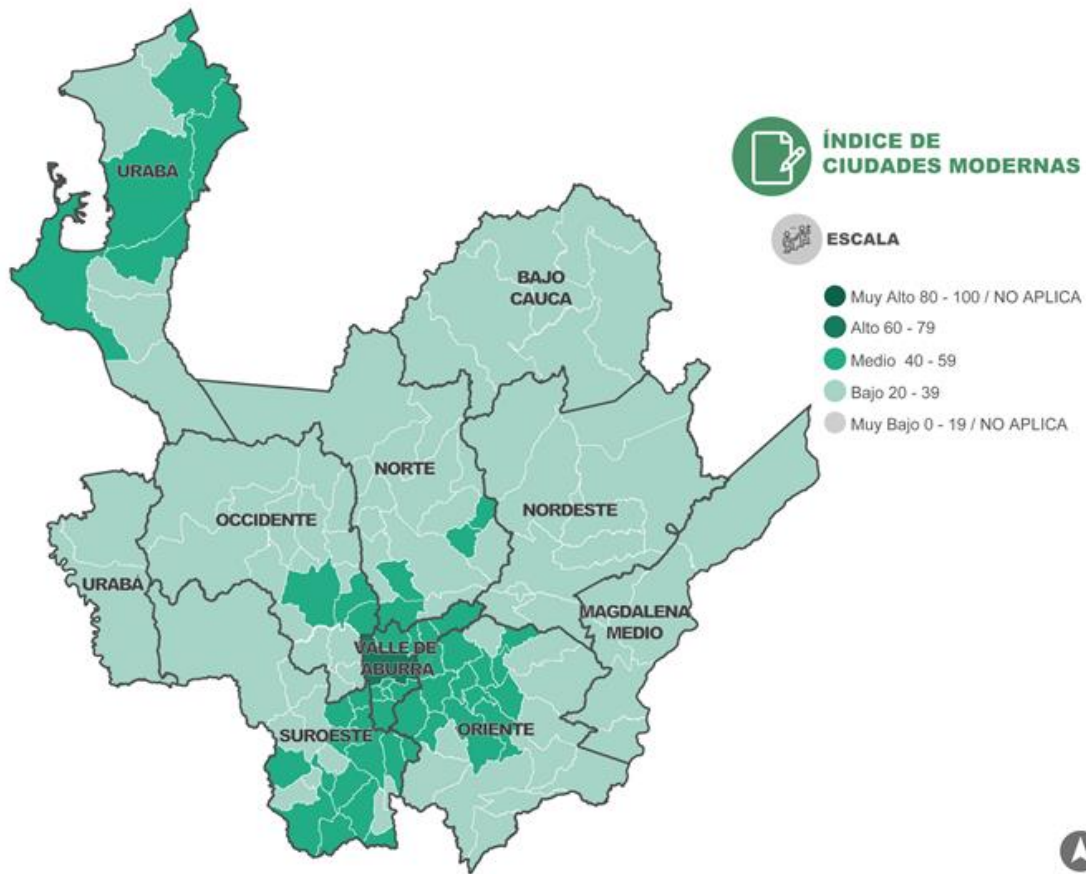 ÍNDICE DE
CIUDADES MODERNAS
ESCALA
Muy Alto 80 - 100 / NO APLICA
Alto 60 - 79
Medio 40 - 59
Bajo 20 - 39
Muy Bajo 0 - 19 / NO APLICA
URABÁ
BAJO
CAUCA
NORTE
OCCIDENTE
NORDESTE
URABÁ
MAGDALENA
MEDIO
VALLE DE
ABURRA
SUROESTE
ORIENTE